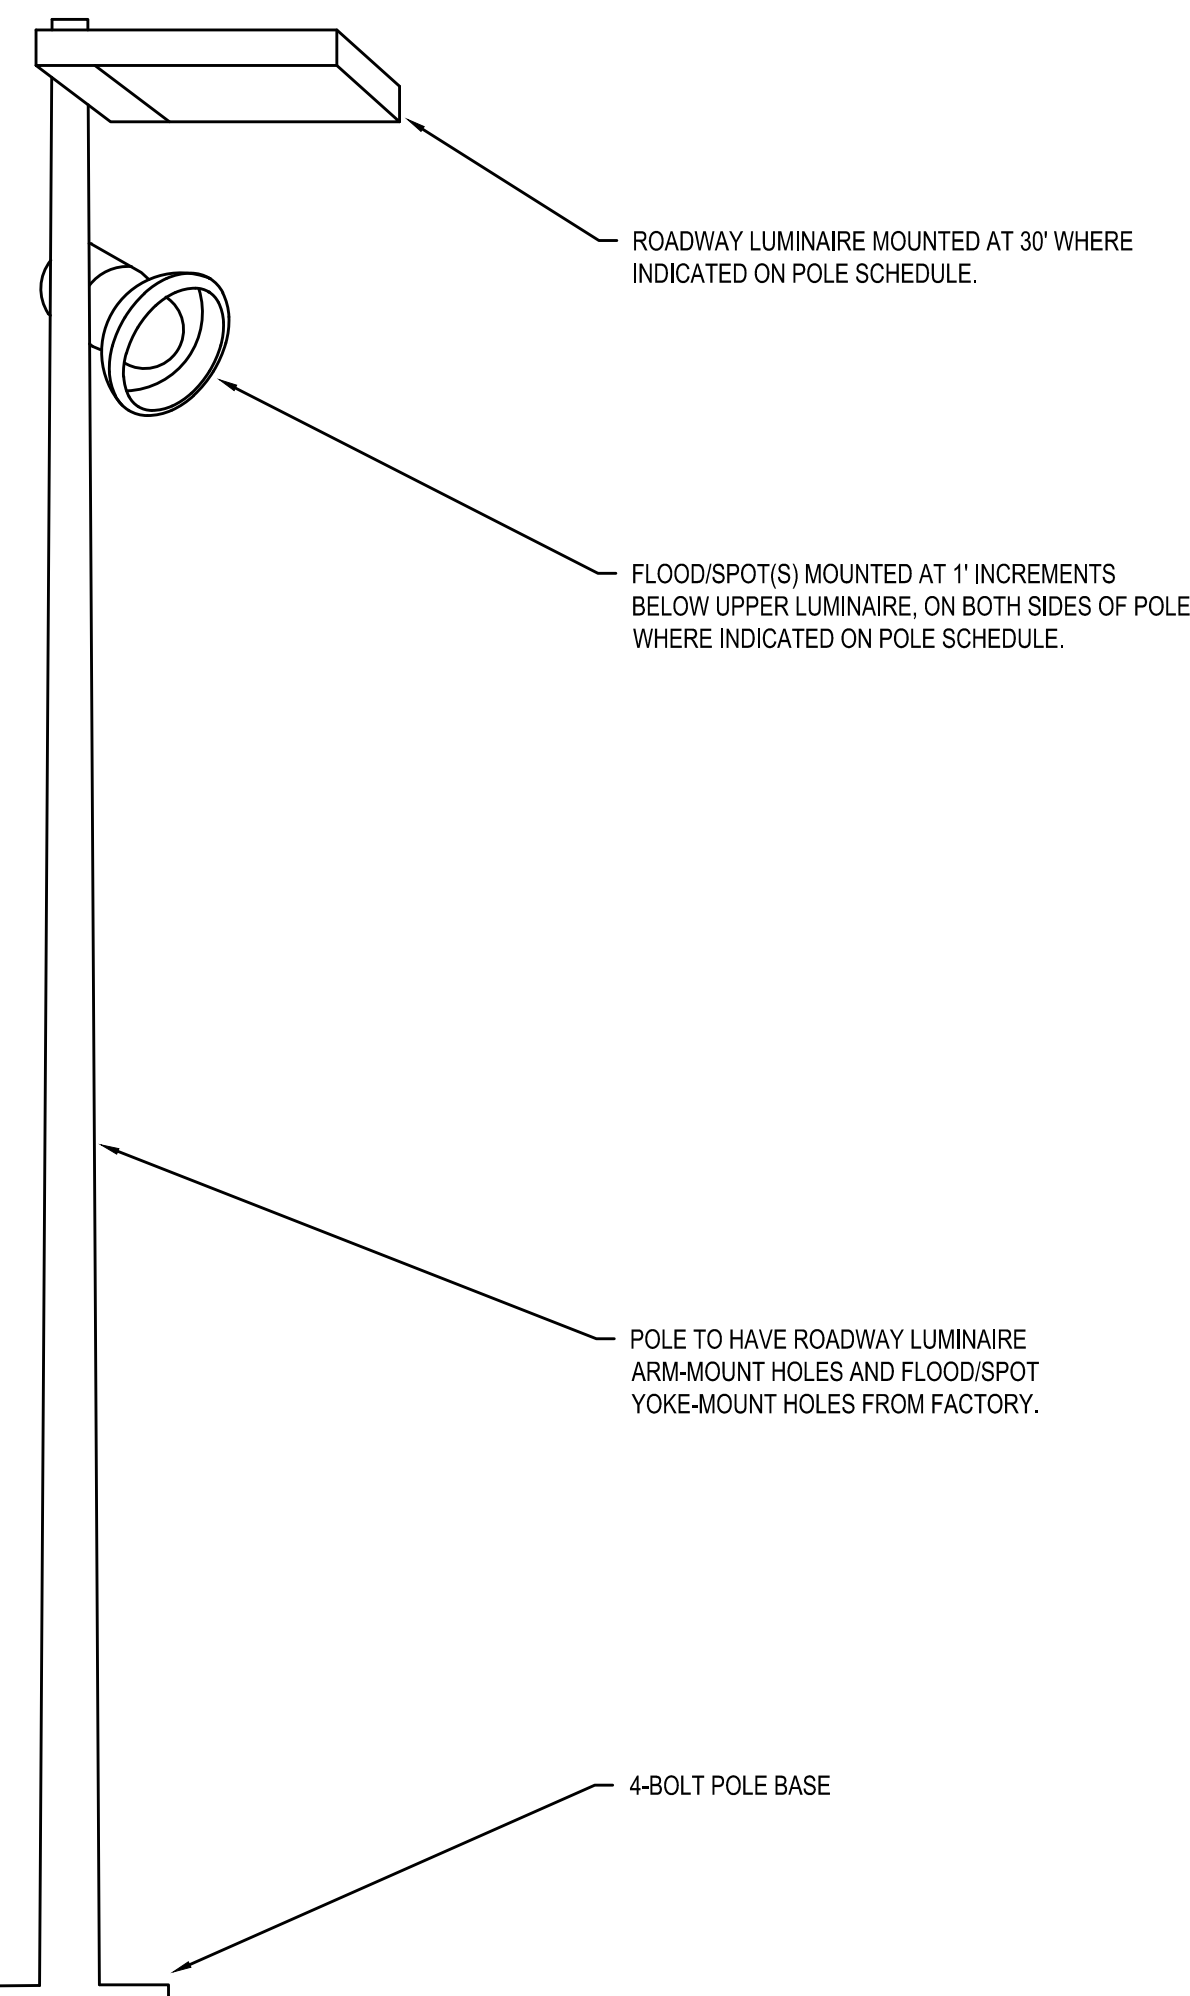 ROADWAY LUMINAIRE MOUNTED AT 30' WHERE
INDICATED ON POLE SCHEDULE.
FLOOD/SPOT(S) MOUNTED AT 1' INCREMENTS
BELOW UPPER LUMINAIRE, ON BOTH SIDES OF POLE
WHERE INDICATED ON POLE SCHEDULE.
POLE TO HAVE ROADWAY LUMINAIRE
ARM-MOUNT HOLES AND FLOOD/SPOT
YOKE-MOUNT HOLES FROM FACTORY.
4-BOLT POLE BASE